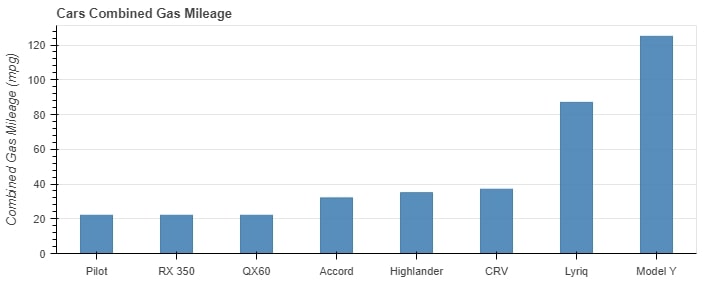 Cars Combined Gas Mileage
Combined Gas Mileage (mpg)
120
100
80
60
40
20
0
Pilot RX 350 QX60 Accord Highlander CRV Lyriq Model Y